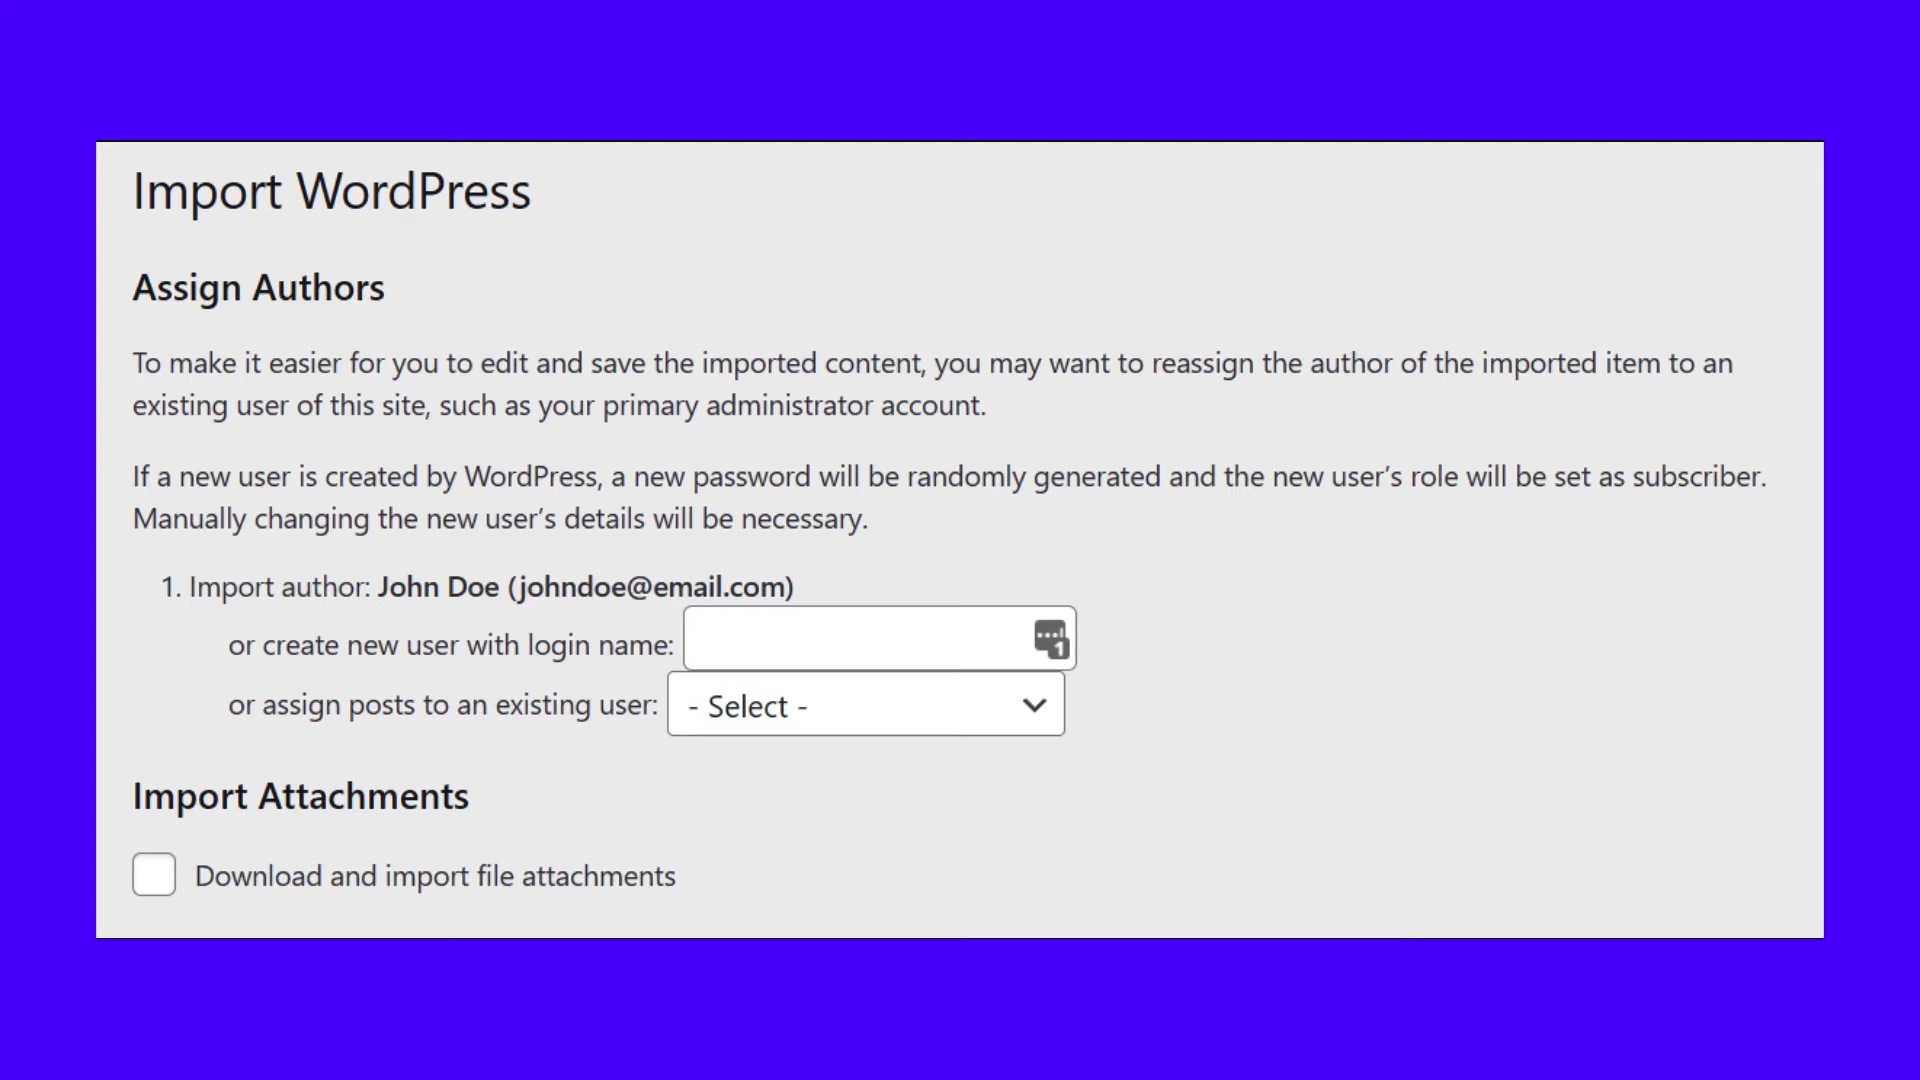 Import WordPress
Assign Authors
To make it easier for you to edit and save the imported content, you may want to reassign the author of the imported item to an
existing user of this site, such as your primary administrator account.
If a new user is created by WordPress, a new password will be randomly generated and the new user’s role will be set as subscriber.
Manually changing the new user’s details will be necessary.
1. Import author: John Doe (johndoe@email.com)
or create new user with login name: 1
or assign posts to an existing user: - Select -
Import Attachments
Download and import file attachments